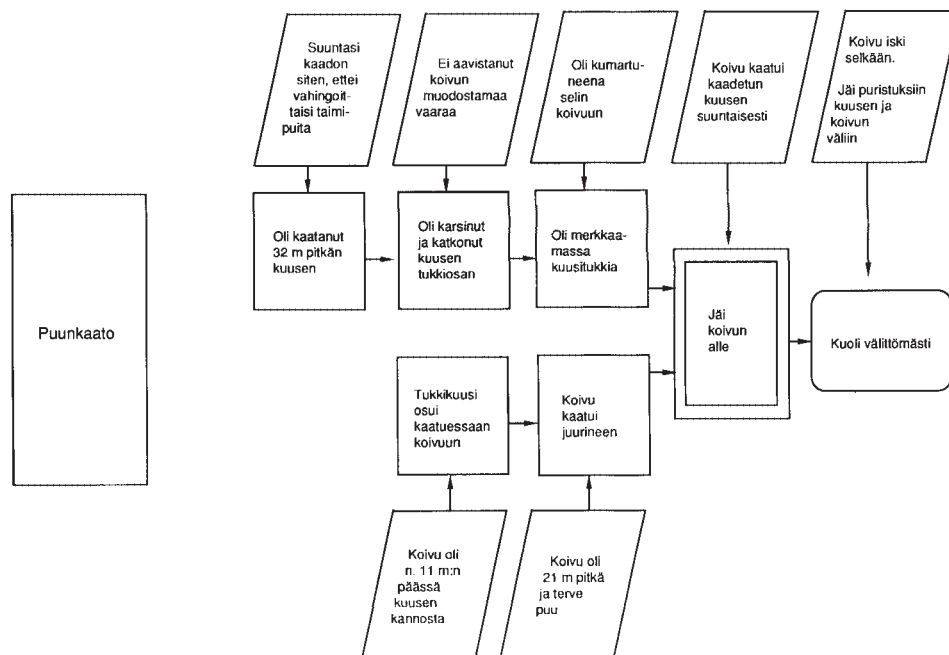 Suuntasi
kaadon
siten, ettei
vahingoit-
taisi taimi-
puita
Ei aavistanut
koivun
muodostamaa
vaaraa
Oli kumartu-
neena
selin
koivuun
Koivu kaatui
kaadetun
kuusen
suuntaisesti
Koivu iski
selkään.
Jäi puristuksiin
kuusen ja
koivun
väliin
Puunkaato
Oli kaatanut
32 m pitkän
kuusen
Oli karsinut
ja katkonut
kuusen
tukkiosan
Oli merkkaa-
massa
kuusitukkia
Jäi
koivun
alle
Kuoli välittömästi
Tukkikuusi
osui
kaatuessaan
koivuun
Koivu
kaatui
juurineen
Koivu oli
n. 11 m:n
päässä
kuusen
kannosta
Koivu oli
21 m pitkä
ja terve
puu